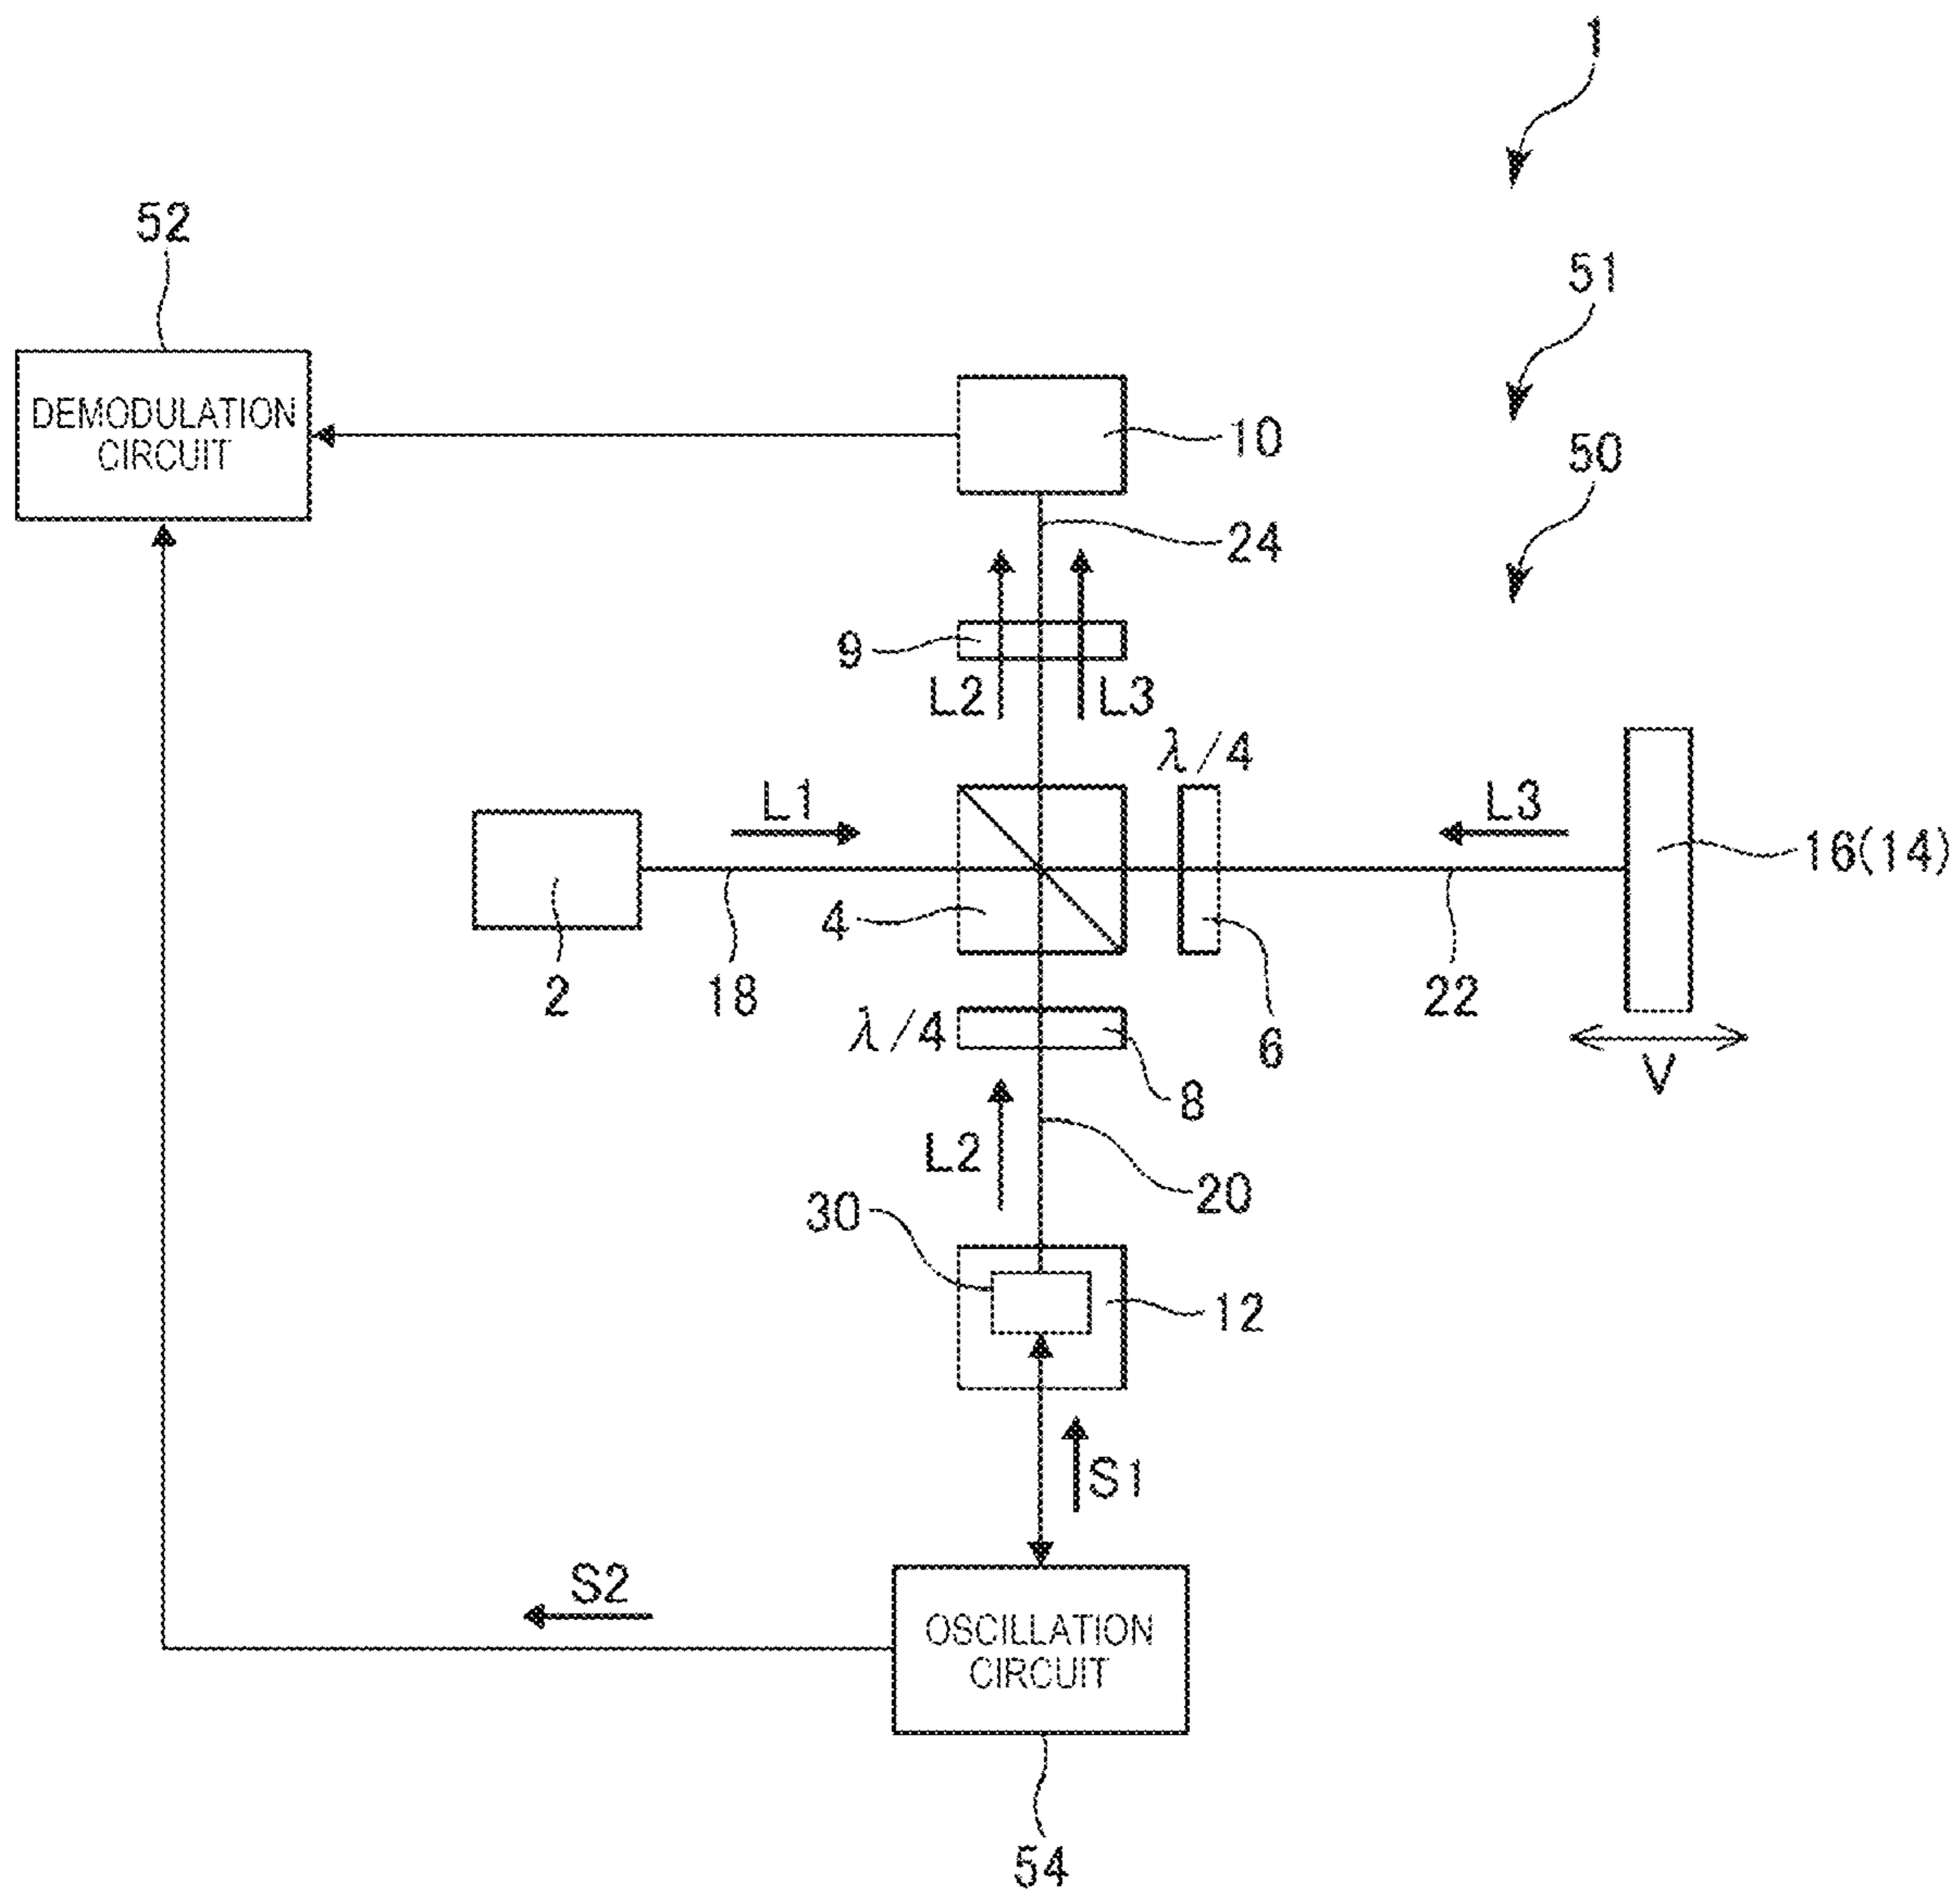 1
52
51
DEMODULATION
CIRCUIT
10
50
24
9
L2
L3
λ/4
L1
L3
16(14)
4
2
18
22
λ/4
6
V
8
L2
20
30
12
S1
S2
OSCILLATION
CIRCUIT
54